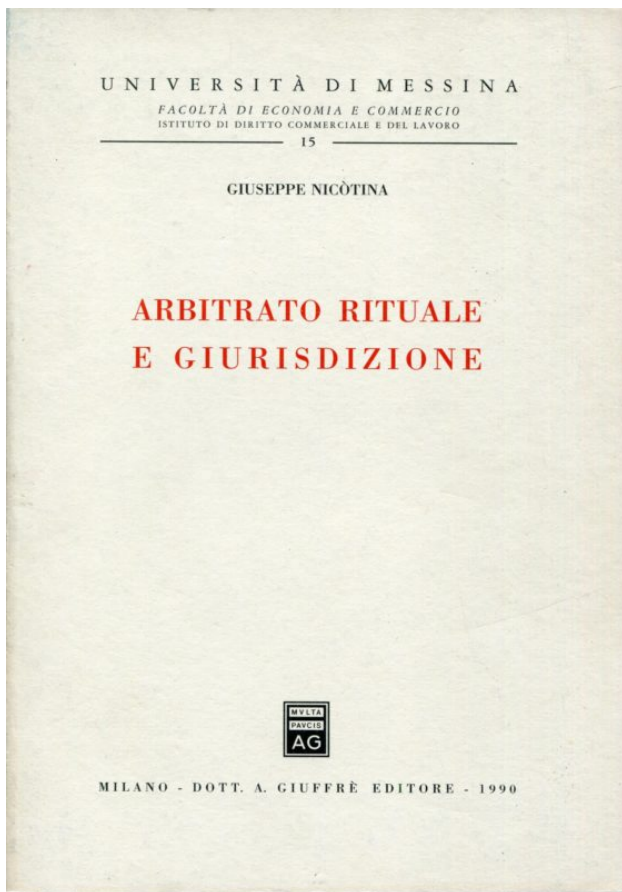 UNIVERSITÀ DI MESSINA
FACOLTÀ DI ECONOMIA E COMMERCIO
ISTITUTO DI DIRITTO COMMERCIALE E DEL LAVORO
15
GIUSEPPE NICÒTINA
ARBITRATO RITUALE
E GIURISDIZIONE
MVLTA
PAVCIS
AG
MILANO - DOTT. A. GIUFFRÈ EDITORE - 1990